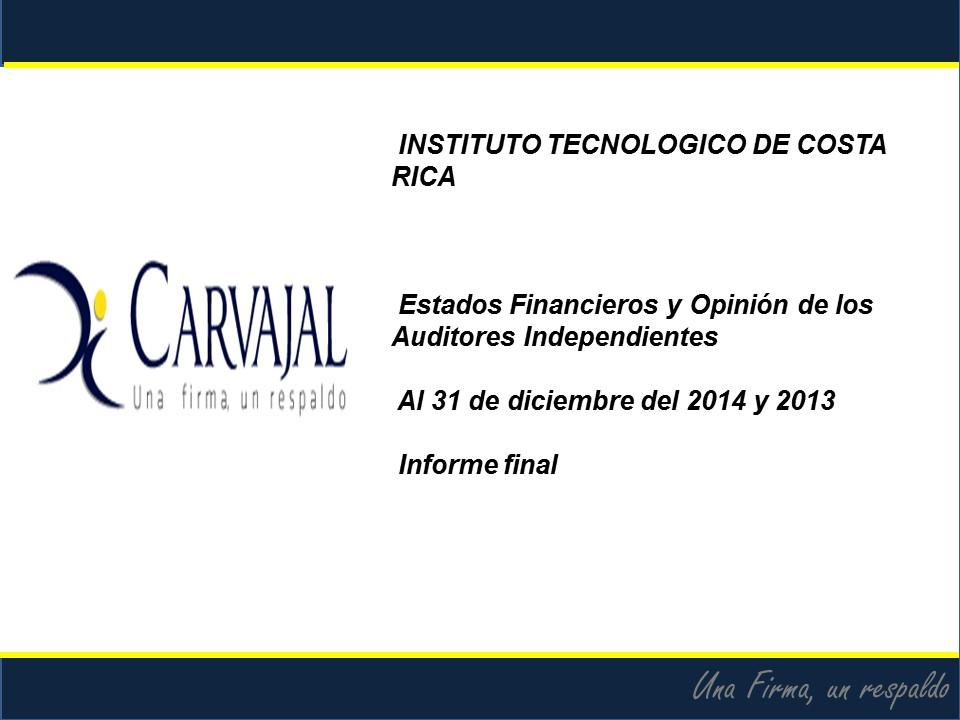 INSTITUTO TECNOLOGICO DE COSTA
RICA
CARVAJAL
Una firma, un respaldo
Estados Financieros y Opinión de los
Auditores Independientes
Al 31 de diciembre del 2014 y 2013
Informe final
Una Firma, un respaldo